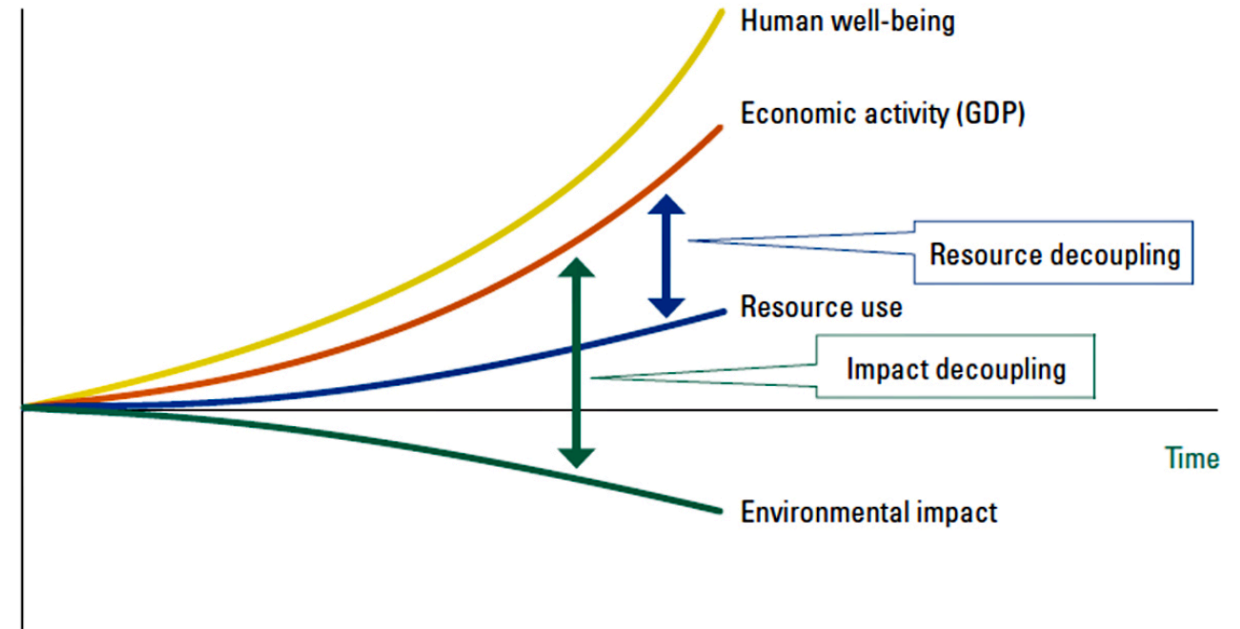 Human well-being
Economic activity (GDP)
Resource decoupling
Resource use
Impact decoupling
Time
Environmental impact